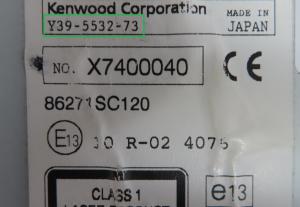 Kenwood Corporation
Y39-5532-73
MADE IN
JAPAN
NO. X7400040
CE
86271SC120
E13 10 R-02 4075
CLASS 1
e13